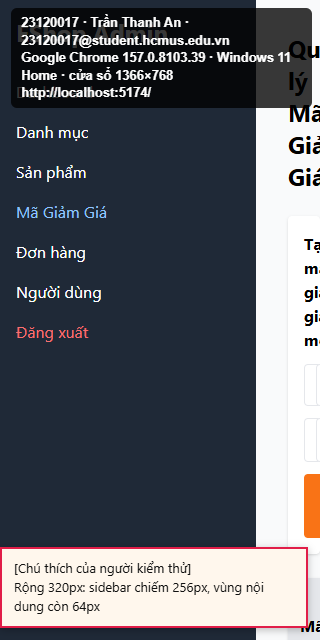 23120017 · Trần Thanh An ·
23120017@student.hcmus.edu.vn
Google Chrome 157.0.8103.39 · Windows 11
Home · cửa sổ 1366×768
http://localhost:5174/
EShop Admin
Danh mục
Sản phẩm
Mã Giảm Giá
Đơn hàng
Người dùng
Đăng xuất
Qu
lý
Mã
Giả
Giá
Tạ
mã
giả
giá
mớ
[Chú thích của người kiểm thử]
Rộng 320px: sidebar chiếm 256px, vùng nội
dung còn 64px
Mã